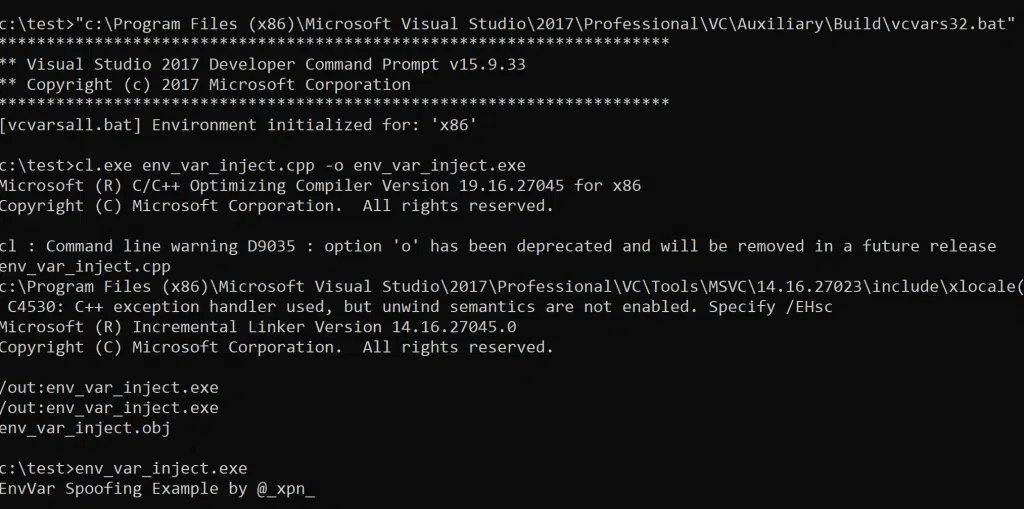 c:\test>"c:\Program Files (x86)\Microsoft Visual Studio\2017\Professional\VC\Auxiliary\Build\vcvars32.bat"
**********************************************************************
** Visual Studio 2017 Developer Command Prompt v15.9.33
** Copyright (c) 2017 Microsoft Corporation
**********************************************************************
[vcvarsall.bat] Environment initialized for: 'x86'
c:\test>cl.exe env_var_inject.cpp -o env_var_inject.exe
Microsoft (R) C/C++ Optimizing Compiler Version 19.16.27045 for x86
Copyright (C) Microsoft Corporation.  All rights reserved.
cl : Command line warning D9035 : option 'o' has been deprecated and will be removed in a future release
env_var_inject.cpp
c:\Program Files (x86)\Microsoft Visual Studio\2017\Professional\VC\Tools\MSVC\14.16.27023\include\xlocale(
C4530: C++ exception handler used, but unwind semantics are not enabled. Specify /EHsc
Microsoft (R) Incremental Linker Version 14.16.27045.0
Copyright (C) Microsoft Corporation.  All rights reserved.
/out:env_var_inject.exe
/out:env_var_inject.exe
env_var_inject.obj
c:\test>env_var_inject.exe
EnvVar Spoofing Example by @_xpn_